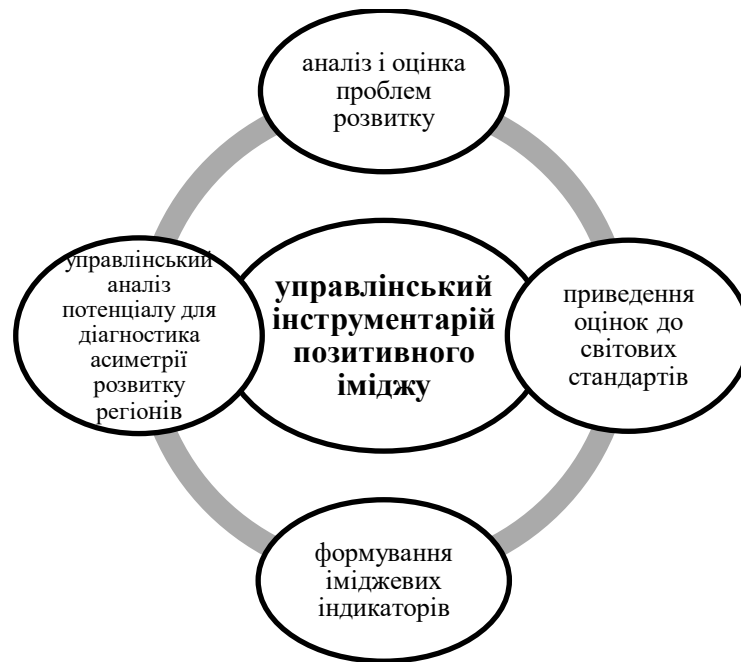 аналіз і оцінка
проблем
розвитку
управлінський
аналіз
потенціалу для
діагностика
асиметрії
розвитку
регіонів
управлінський
інструментарій
позитивного
іміджу
приведення
оцінок до
світових
стандартів
формування
іміджевих
індикаторів